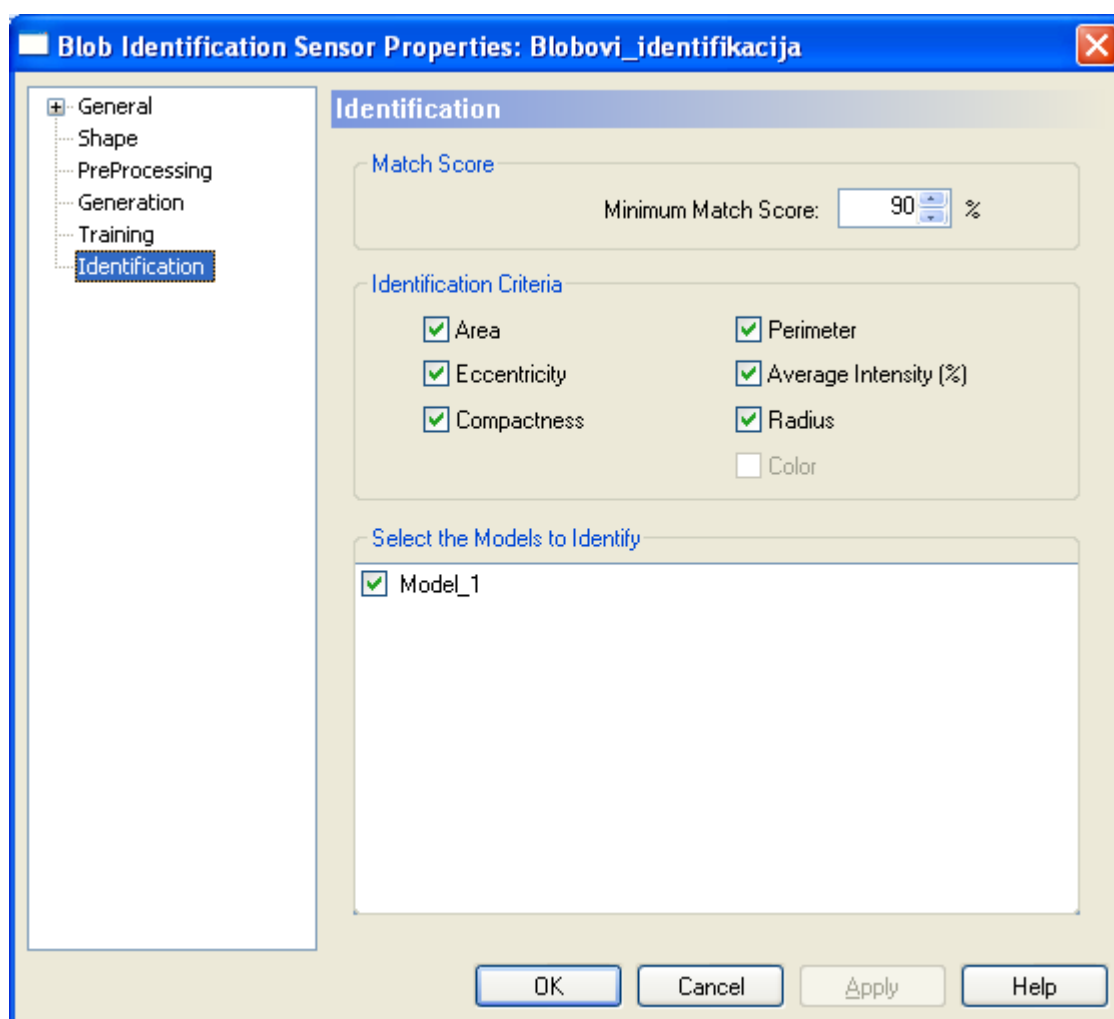 Blob Identification Sensor Properties: Blobovi_identifikacija
General
Shape
PreProcessing
Generation
Training
Identification
Identification
Match Score
Minimum Match Score: 90 %
Identification Criteria
Area
Perimeter
Eccentricity
Average Intensity (%)
Compactness
Radius
Color
Select the Models to Identify
Model_1
OK
Cancel
Apply
Help